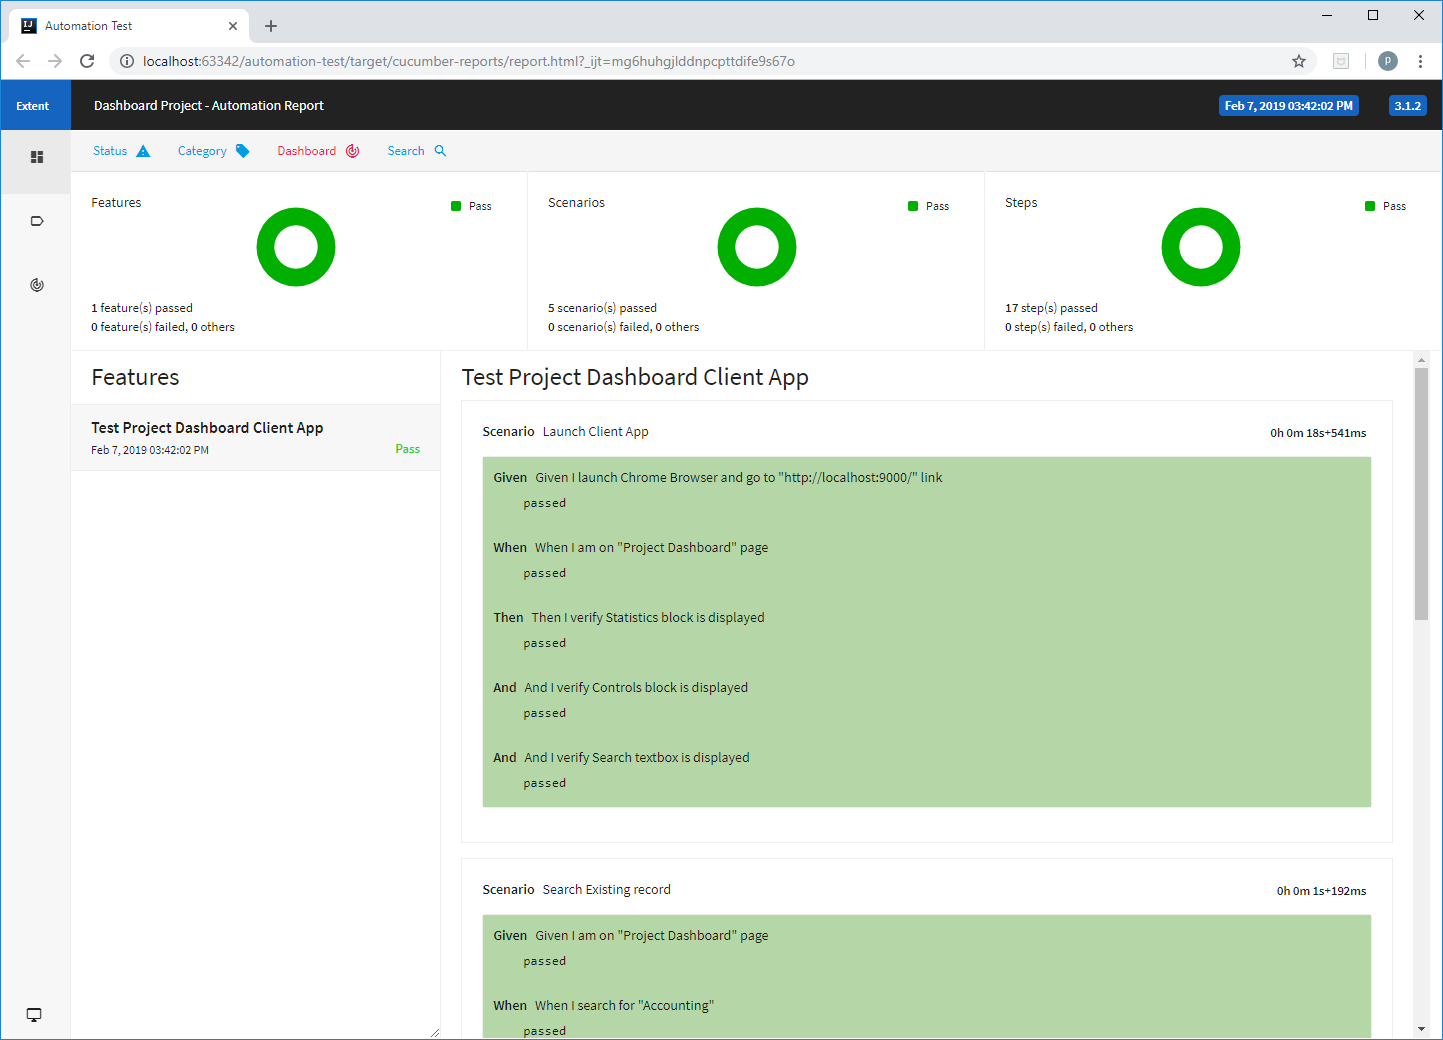 Automation Test
localhost:63342/automation-test/target/cucumber-reports/report.html?_ijt=mg6huhgjlddnpcpttdife9s67o
P
Extent
Dashboard Project - Automation Report
Feb 7, 2019 03:42:02 PM
3.1.2
Status
Category
Dashboard
Search
Features
Pass
1 feature(s) passed
0 feature(s) failed, 0 others
Scenarios
Pass
5 scenario(s) passed
0 scenario(s) failed, 0 others
Steps
Pass
17 step(s) passed
0 step(s) failed, 0 others
Features
Test Project Dashboard Client App
Feb 7, 2019 03:42:02 PM
Pass
Test Project Dashboard Client App
Scenario Launch Client App
0h 0m 18s+541ms
Given Given I launch Chrome Browser and go to "http://localhost:9000/" link
passed
When When I am on "Project Dashboard" page
passed
Then Then I verify Statistics block is displayed
passed
And And I verify Controls block is displayed
passed
And And I verify Search textbox is displayed
passed
Scenario Search Existing record
0h 0m 1s+192ms
Given Given I am on "Project Dashboard" page
passed
When When I search for "Accounting"
passed